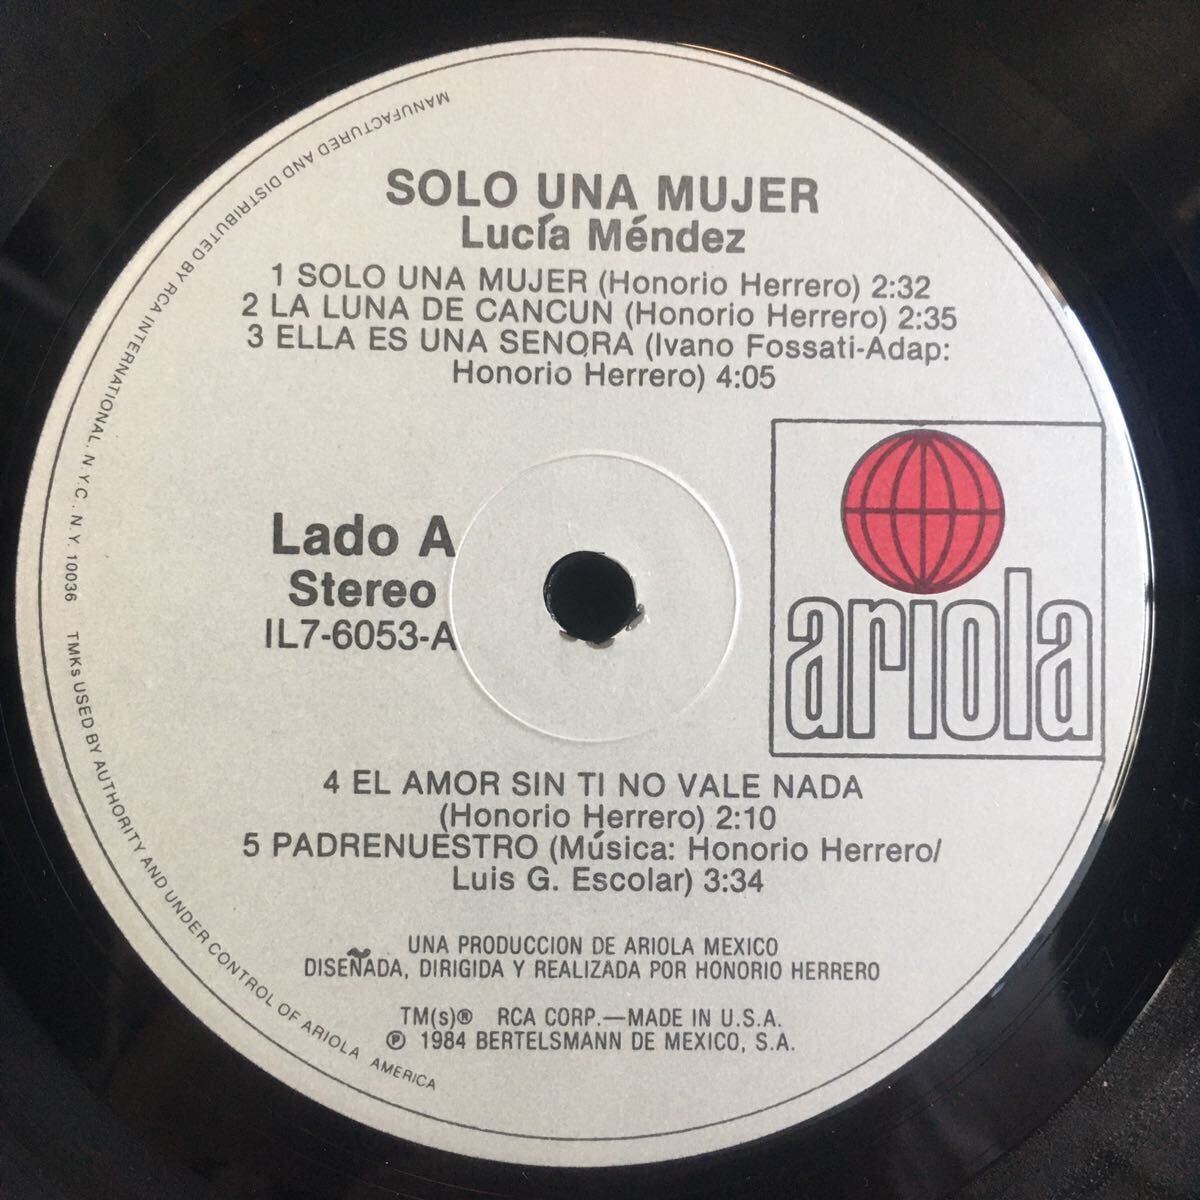 SOLO UNA MUJER
Lucía Méndez
1 SOLO UNA MUJER (Honorio Herrero) 2:32
2 LA LUNA DE CANCUN (Honorio Herrero) 2:35
3 ELLA ES UNA SENORA (Ivano Fossati-Adap:
Honorio Herrero) 4:05
ariola
Lado A
Stereo
IL7-6053-A
4 EL AMOR SIN TI NO VALE NADA
(Honorio Herrero) 2:10
5 PADRENUESTRO (Música: Honorio Herrero/
Luis G. Escolar) 3:34
UNA PRODUCCION DE ARIOLA MEXICO
DISEÑADA, DIRIGIDA Y REALIZADA POR HONORIO HERRERO
TM(s)® RCA CORP.—MADE IN U.S.A.
℗ 1984 BERTELSMANN DE MEXICO, S.A.
MANUFACTURED AND DISTRIBUTED BY RCA INTERNATIONAL, N.Y.C., N.Y. 10036 TMKs USED BY AUTHORITY AND UNDER CONTROL OF ARIOLA AMERICA